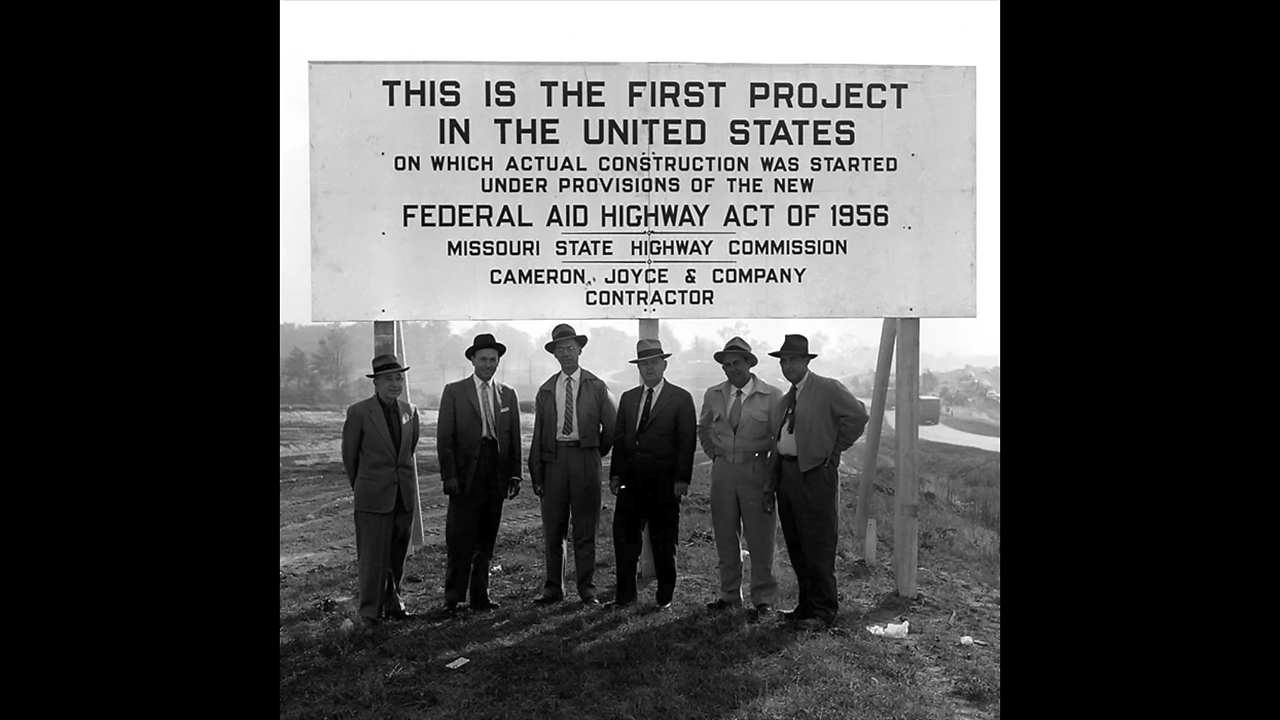 THIS IS THE FIRST PROJECT
IN THE UNITED STATES
ON WHICH ACTUAL CONSTRUCTION WAS STARTED
UNDER PROVISIONS OF THE NEW
FEDERAL AID HIGHWAY ACT OF 1956
MISSOURI STATE HIGHWAY COMMISSION
CAMERON, JOYCE & COMPANY
CONTRACTOR